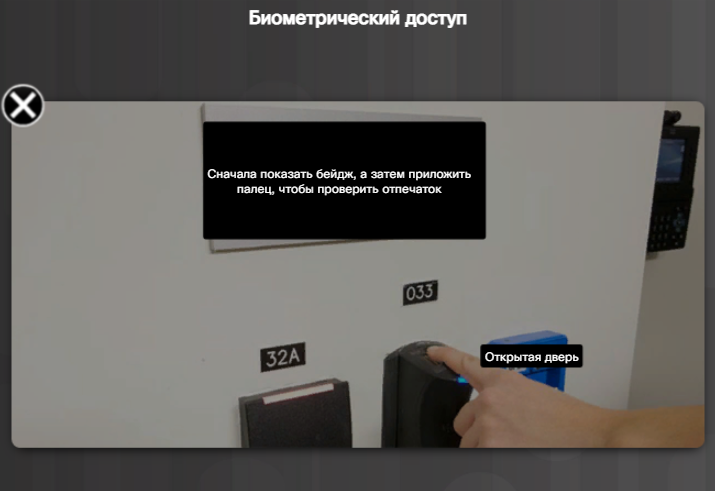 Биометрический доступ
Сначала показать бейдж, а затем приложить
палец, чтобы проверить отпечаток
033
32A
Открытая дверь